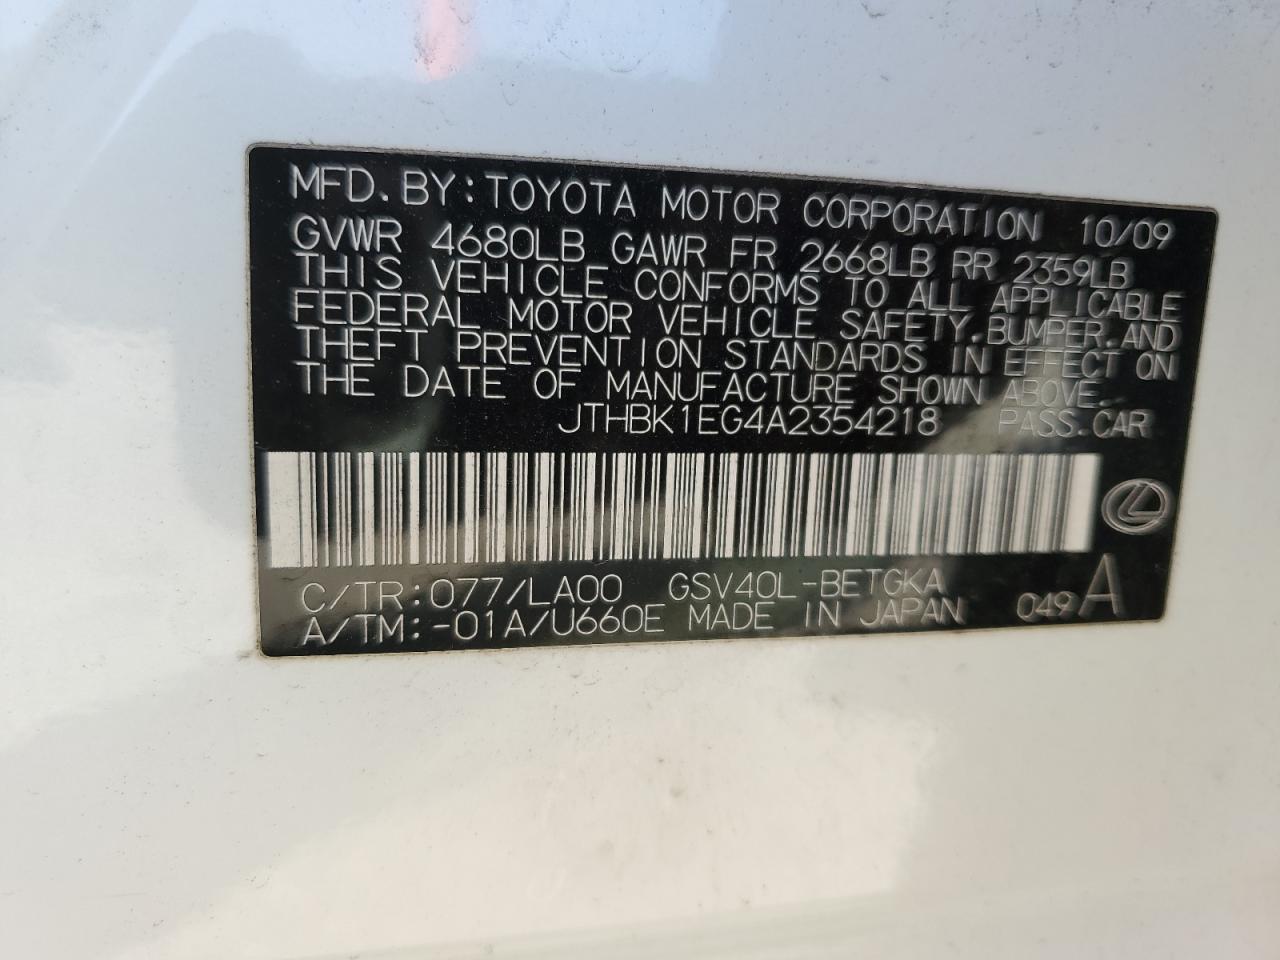 MFD. BY: TOYOTA MOTOR CORPORATION 10/09
GVWR 4680LB GAWR FR 2668LB RR 2359LB
THIS VEHICLE CONFORMS TO ALL APPLICABLE
FEDERAL MOTOR VEHICLE SAFETY, BUMPER, AND
THEFT PREVENTION STANDARDS IN EFFECT ON
THE DATE OF MANUFACTURE SHOWN ABOVE.
JTHBK1EG4A2354218 PASS. CAR
C/TR: 077/LA00 GSV40L-BETGKA
A/TM: -01A/U660E MADE IN JAPAN 049 A